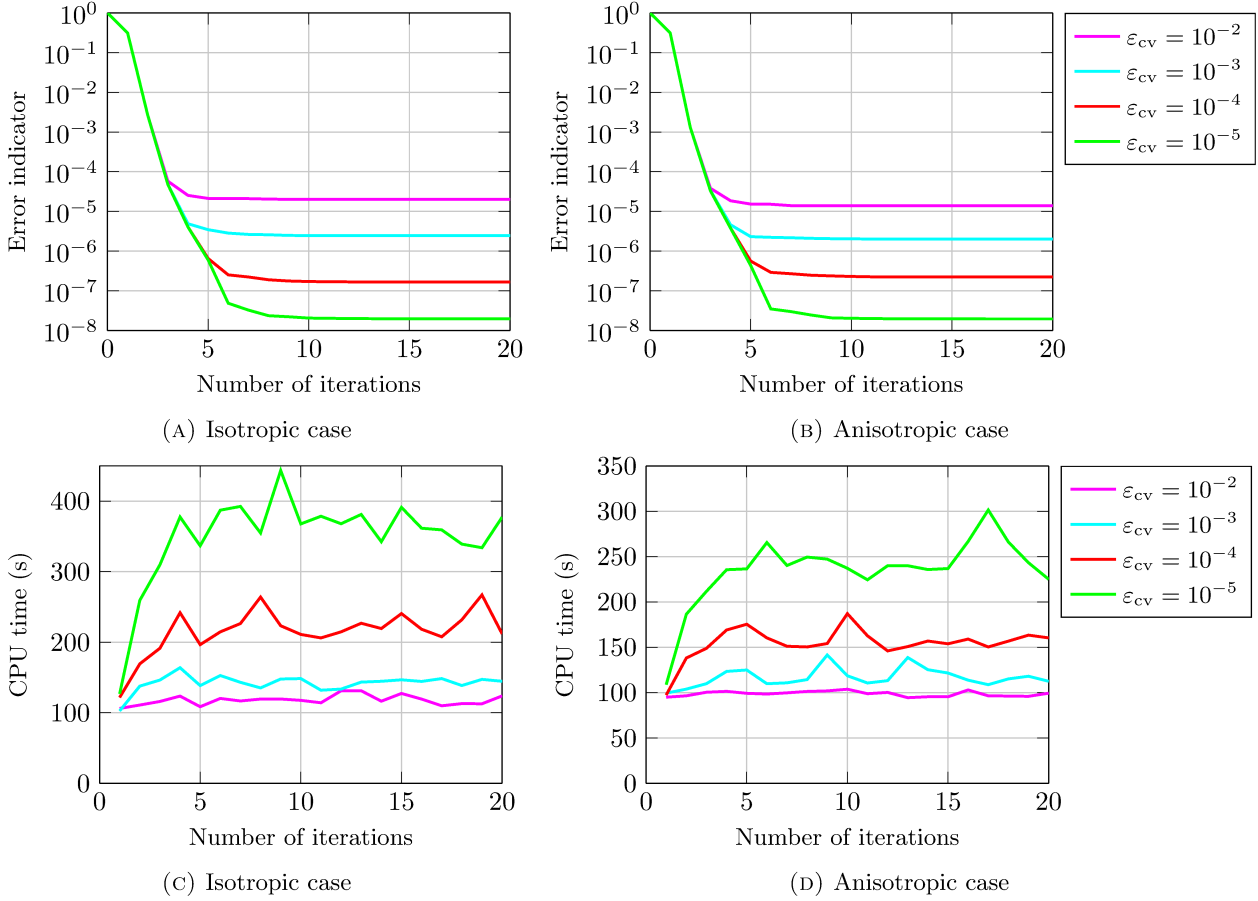 10^0
10^−1
10^−2
10^−3
10^−4
10^−5
10^−6
10^−7
10^−8
Error indicator
0 5 10 15 20
Number of iterations
(A) Isotropic case
10^0
10^−1
10^−2
10^−3
10^−4
10^−5
10^−6
10^−7
10^−8
Error indicator
0 5 10 15 20
Number of iterations
(B) Anisotropic case
ε_cv = 10^−2
ε_cv = 10^−3
ε_cv = 10^−4
ε_cv = 10^−5
400
300
200
100
0
CPU time (s)
0 5 10 15 20
Number of iterations
(C) Isotropic case
350
300
250
200
150
100
50
0
CPU time (s)
0 5 10 15 20
Number of iterations
(D) Anisotropic case
ε_cv = 10^−2
ε_cv = 10^−3
ε_cv = 10^−4
ε_cv = 10^−5